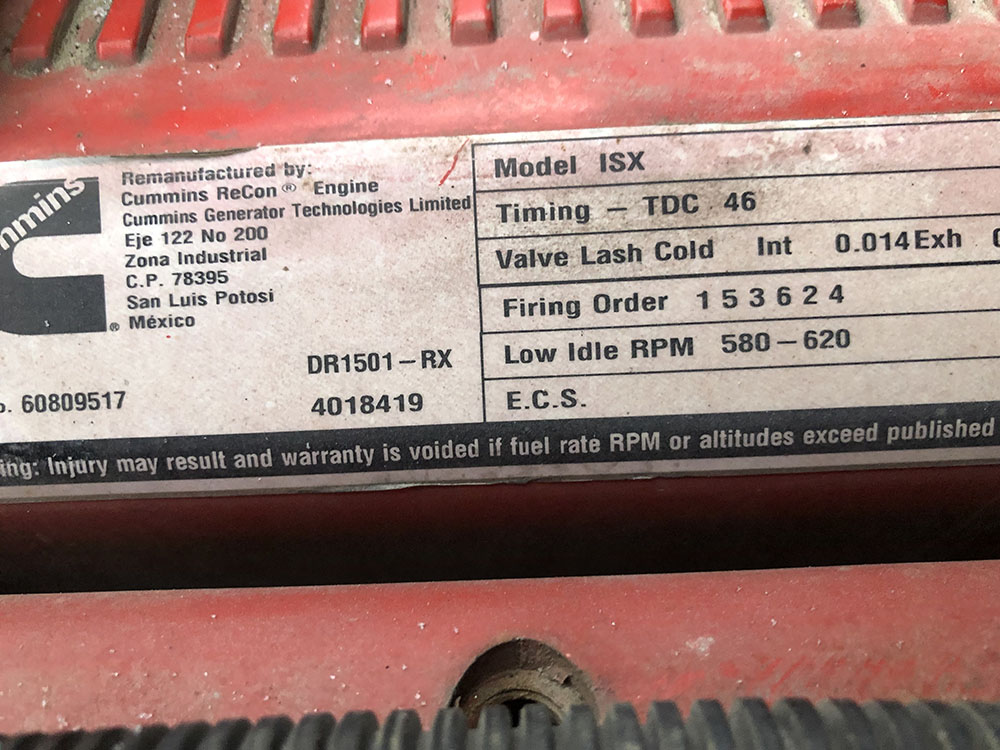 mmins
Remanufactured by:
Cummins ReCon® Engine
Cummins Generator Technologies Limited
Eje 122 No 200
Zona Industrial
C.P. 78395
San Luis Potosi
® México
DR1501-RX
o. 60809517 4018419
Model ISX
Timing - TDC 46
Valve Lash Cold Int 0.014 Exh
Firing Order 1 5 3 6 2 4
Low Idle RPM 580-620
E.C.S.
ing: Injury may result and warranty is voided if fuel rate RPM or altitudes exceed published